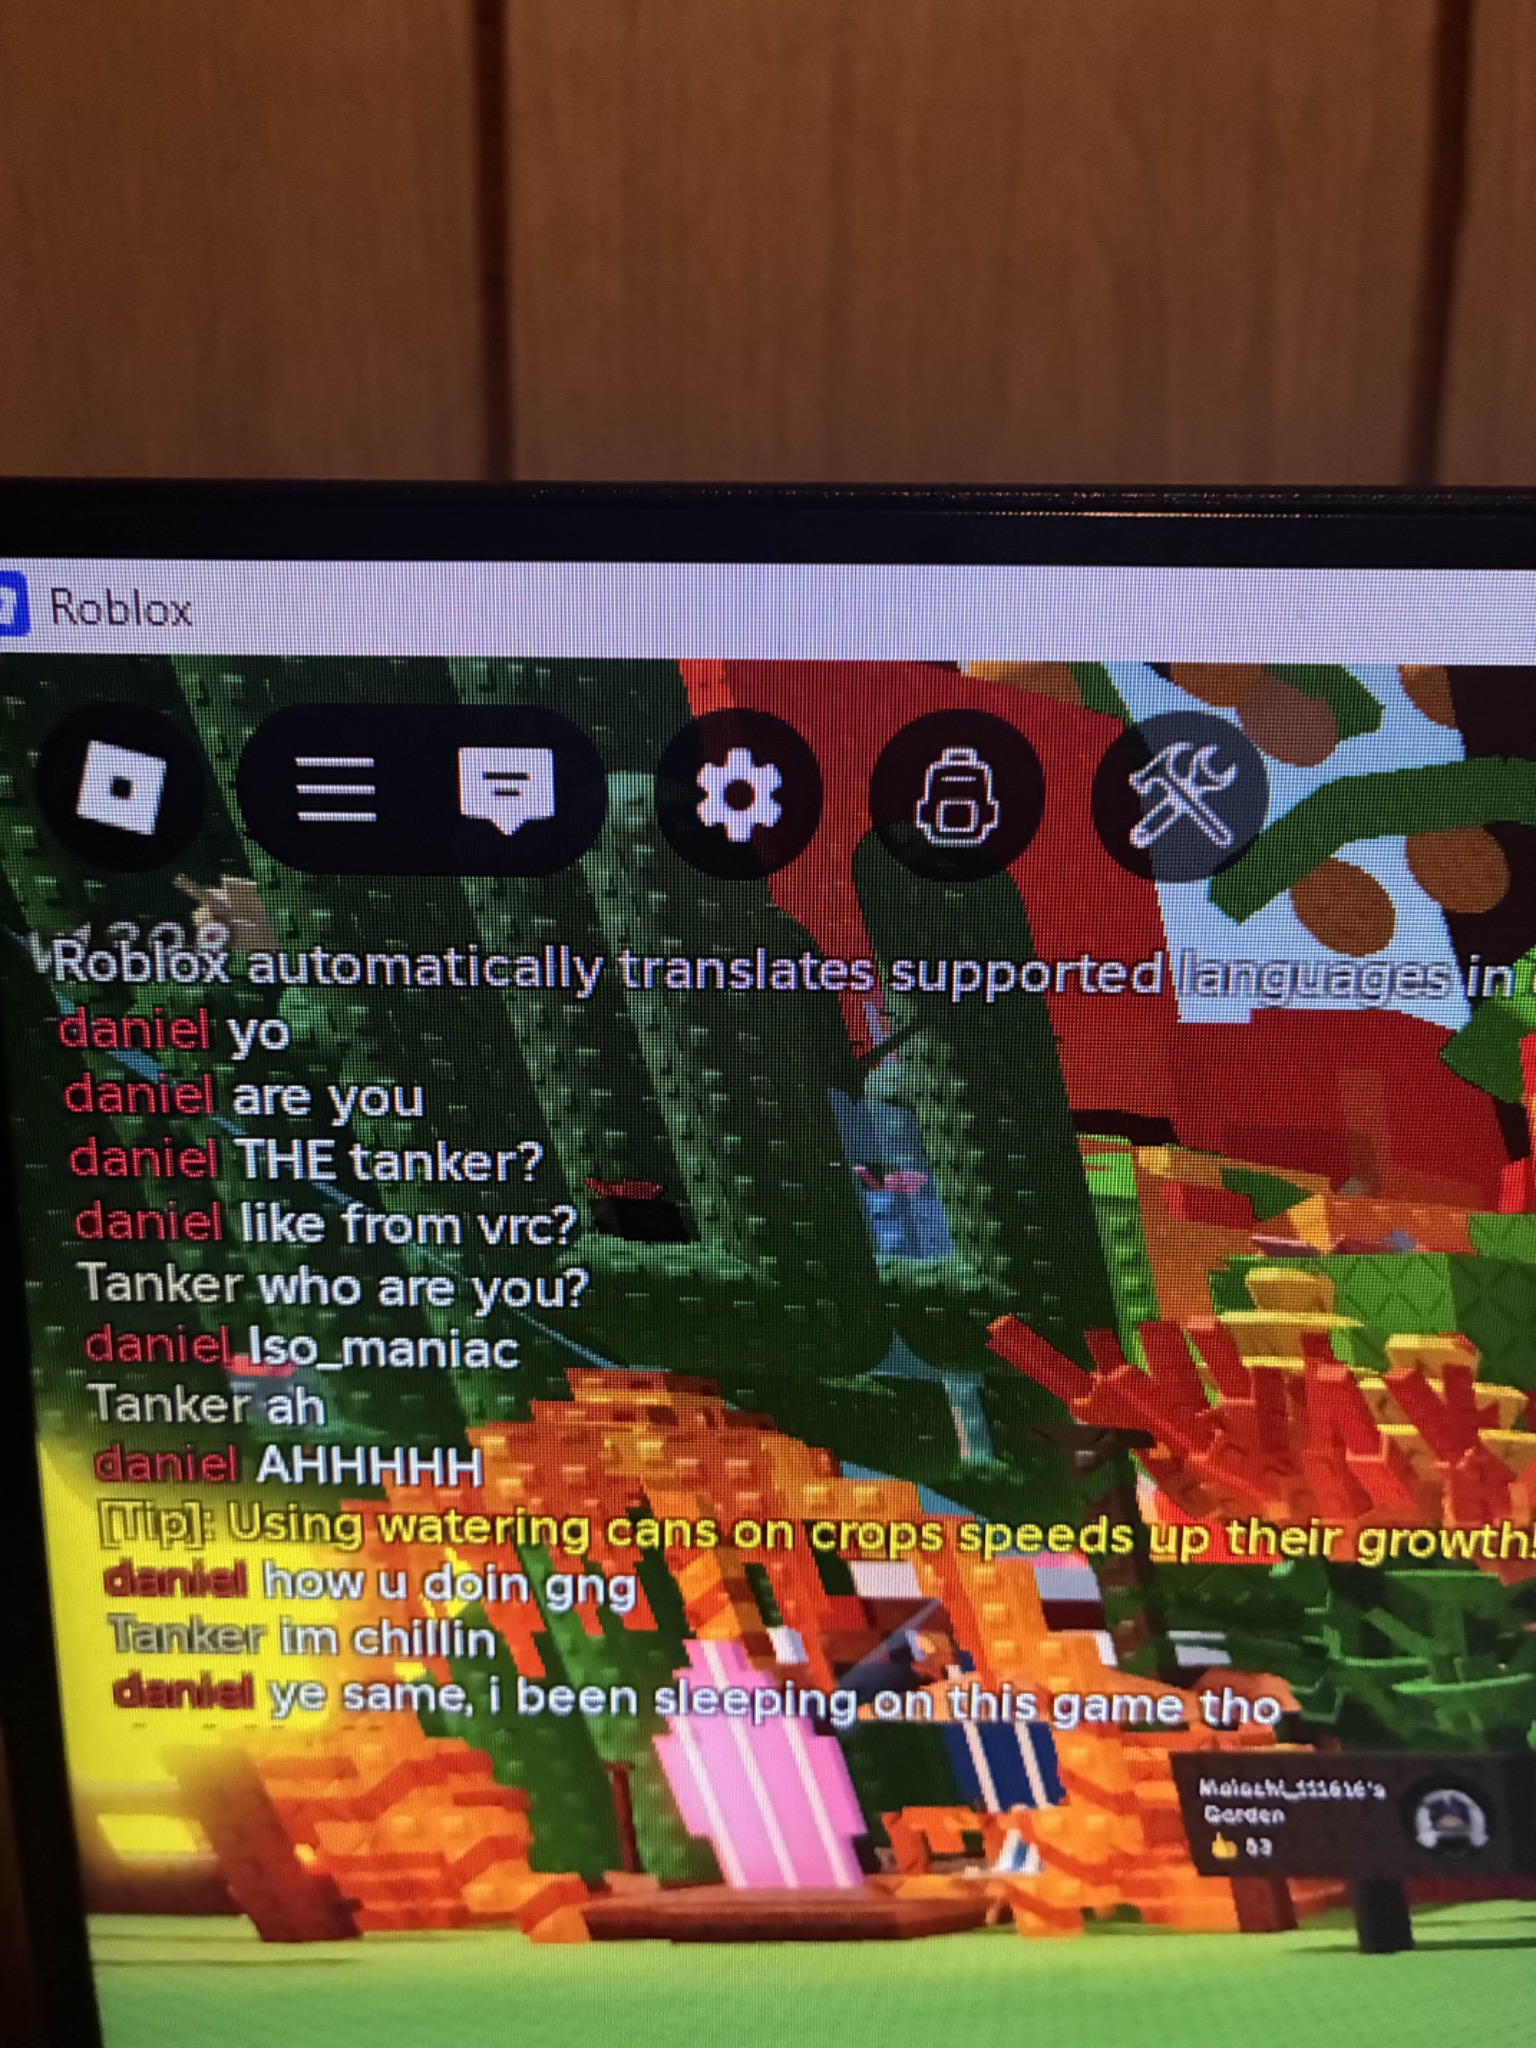 Roblox
Roblox automatically translates supported languages in
daniel yo
daniel are you
daniel THE tanker?
daniel like from vrc?
Tanker who are you?
daniel Iso_maniac
Tanker ah
daniel AHHHHH
[Tip]: Using watering cans on crops speeds up their growth!
daniel how u doin gng
Tanker im chillin
daniel ye same, i been sleeping on this game tho
Malachi_111616's
Garden
53